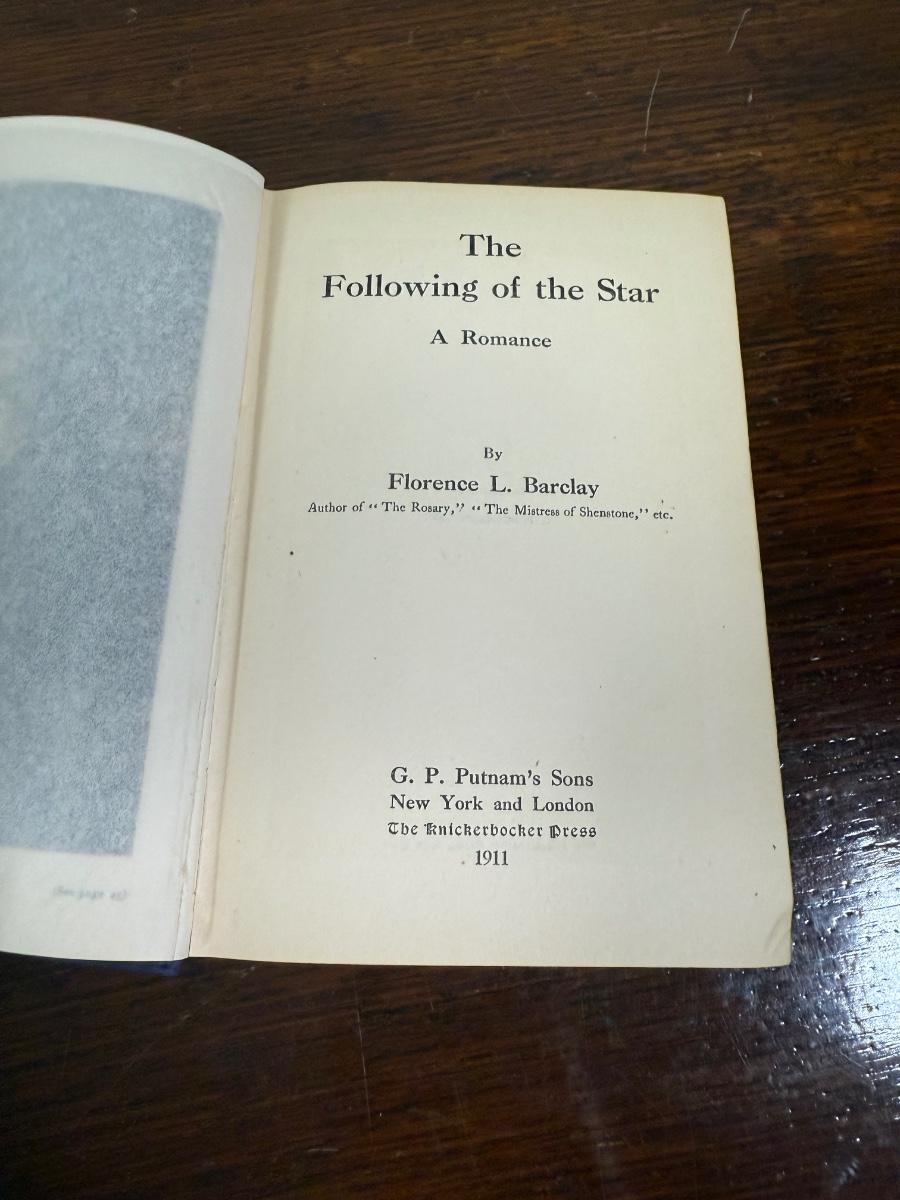 The
Following of the Star
A Romance
By
Florence L. Barclay
Author of “The Rosary,” “The Mistress of Shenstone,” etc.
G. P. Putnam's Sons
New York and London
The Knickerbocker Press
1911